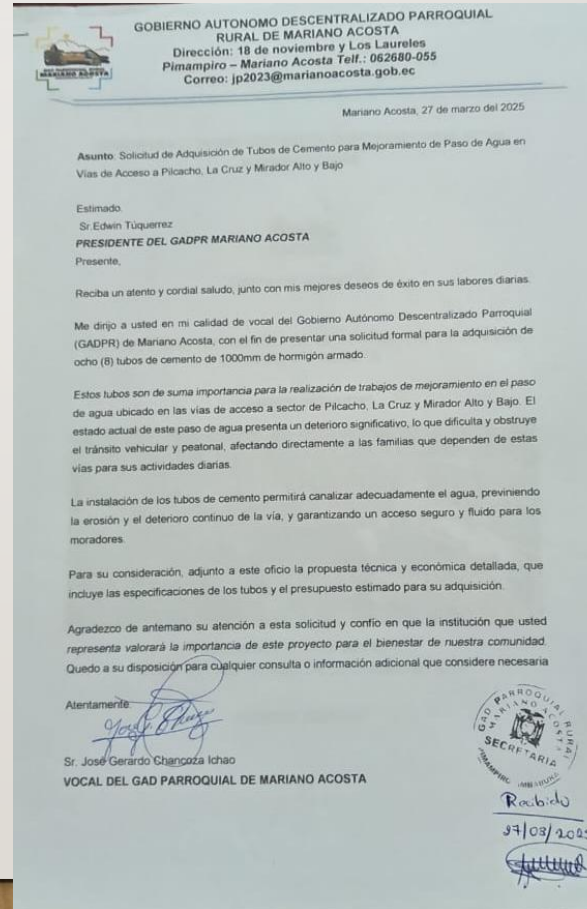 GOBIERNO AUTONOMO DESCENTRALIZADO PARROQUIAL
RURAL DE MARIANO ACOSTA
Dirección: 18 de noviembre y Los Laureles
Pimampiro – Mariano Acosta Telf.: 062680-055
Correo: jp2023@marianoacosta.gob.ec
MARIANO ACOSTA
Mariano Acosta, 27 de marzo del 2025
Asunto: Solicitud de Adquisición de Tubos de Cemento para Mejoramiento de Paso de Agua en
Vías de Acceso a Pilcacho, La Cruz y Mirador Alto y Bajo
Estimado,
Sr.Edwin Túquerrez
PRESIDENTE DEL GADPR MARIANO ACOSTA
Presente,
Reciba un atento y cordial saludo, junto con mis mejores deseos de éxito en sus labores diarias.
Me dirijo a usted en mi calidad de vocal del Gobierno Autónomo Descentralizado Parroquial
(GADPR) de Mariano Acosta, con el fin de presentar una solicitud formal para la adquisición de
ocho (8) tubos de cemento de 1000mm de hormigón armado.
Estos tubos son de suma importancia para la realización de trabajos de mejoramiento en el paso
de agua ubicado en las vías de acceso a sector de Pilcacho, La Cruz y Mirador Alto y Bajo. El
estado actual de este paso de agua presenta un deterioro significativo, lo que dificulta y obstruye
el tránsito vehicular y peatonal, afectando directamente a las familias que dependen de estas
vías para sus actividades diarias.
La instalación de los tubos de cemento permitirá canalizar adecuadamente el agua, previniendo
la erosión y el deterioro continuo de la vía, y garantizando un acceso seguro y fluido para los
moradores.
Para su consideración, adjunto a este oficio la propuesta técnica y económica detallada, que
incluye las especificaciones de los tubos y el presupuesto estimado para su adquisición.
Agradezco de antemano su atención a esta solicitud y confío en que la institución que usted
representa valorará la importancia de este proyecto para el bienestar de nuestra comunidad.
Quedo a su disposición para cualquier consulta o información adicional que considere necesaria
Atentamente.
Sr. José Gerardo Chancoza Ichao
VOCAL DEL GAD PARROQUIAL DE MARIANO ACOSTA
GAD PARROQUIAL RURAL
MARIANO ACOSTA
SECRETARIA
PIMAMPIRO
Recibido
27/03/2025